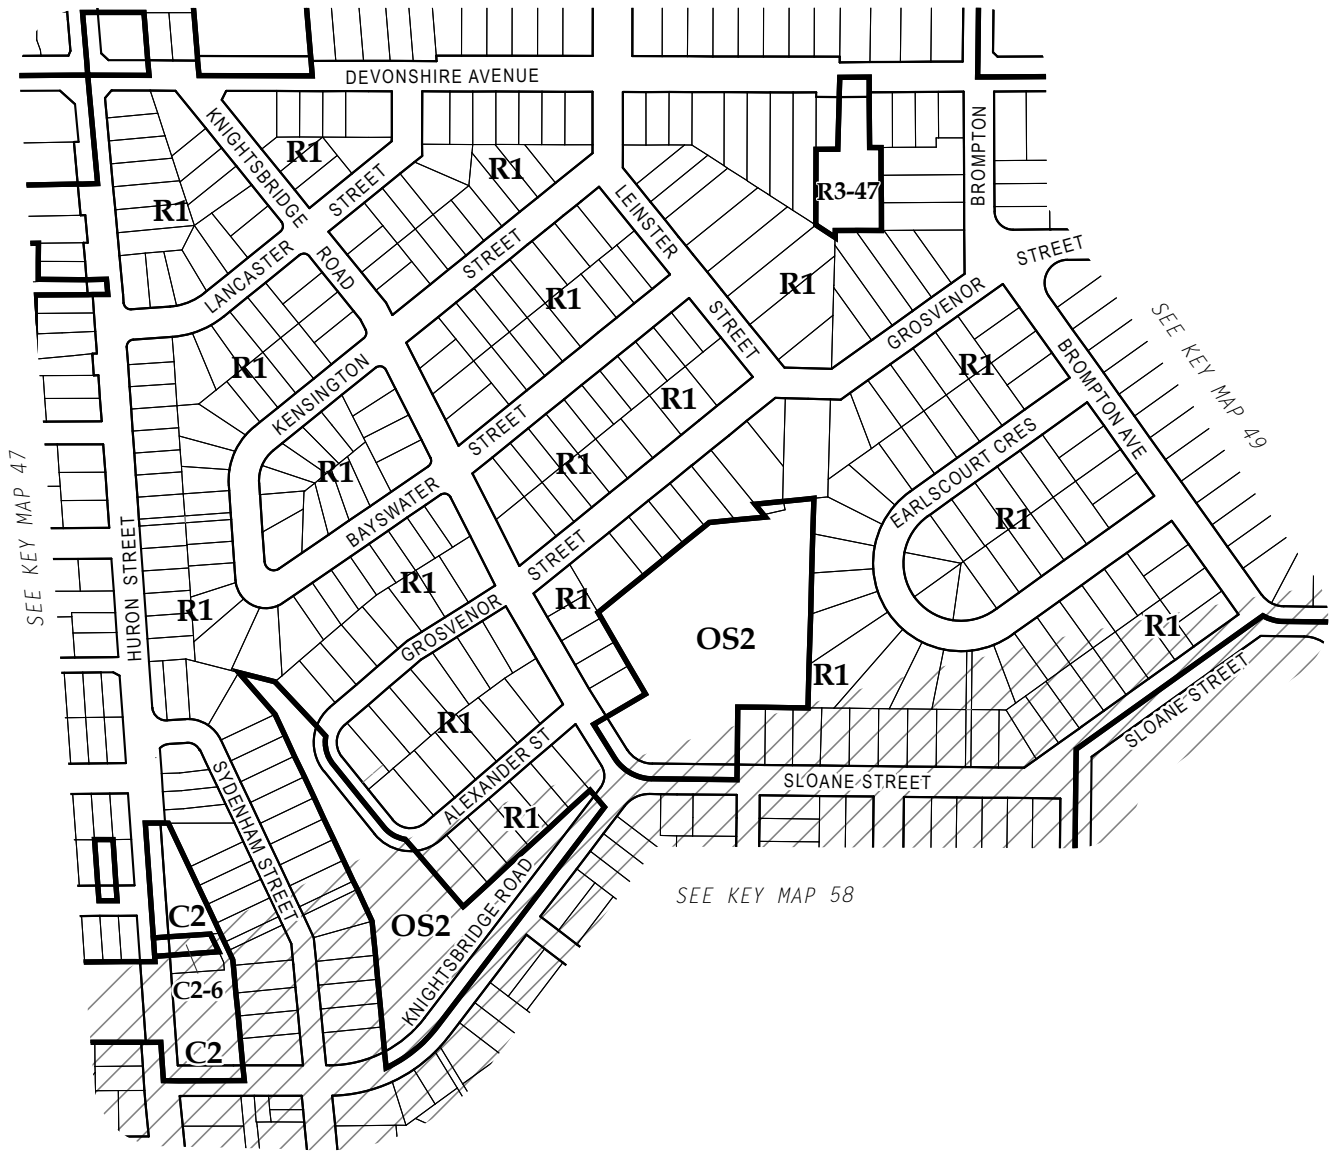 DEVONSHIRE AVENUE
KNIGHTSBRIDGE
ROAD
R1
STREET
R1
BROMPTON
R1
LANCASTER
LEINSTER
STREET
R3-47
STREET
STREET
R1
R1
GROSVENOR
SEE KEY MAP 49
R1
KENSINGTON
R1
R1
BROMPTON AVE
STREET
R1
R1
EARLSCOURT CRES
SEE KEY MAP 47
BAYSWATER
R1
HURON STREET
STREET
R1
R1
R1
GROSVENOR
OS2
R1
R1
R1
SLOANE STREET
SYDENHAM STREET
ALEXANDER ST
SLOANE STREET
R1
SEE KEY MAP 58
C2
OS2
KNIGHTSBRIDGE ROAD
C2-6
C2